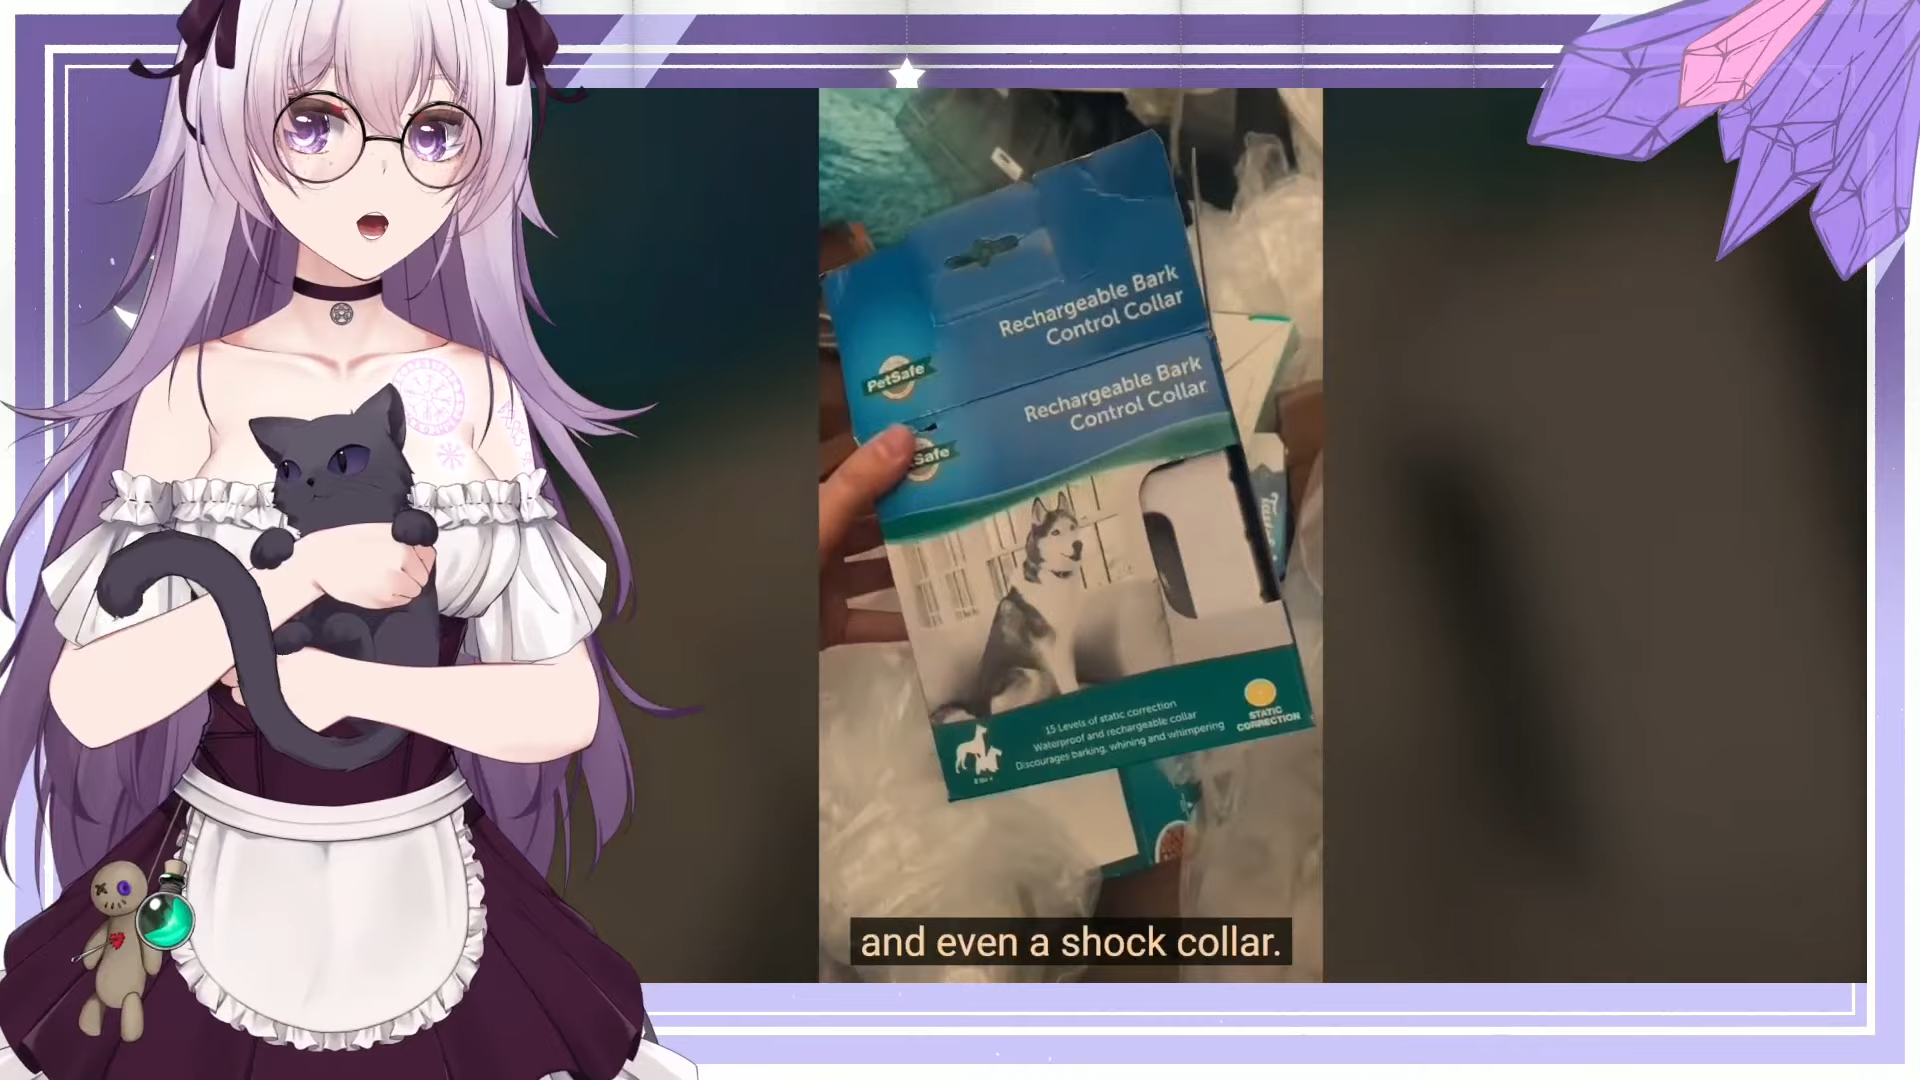 Rechargeable Bark
Control Collar
PetSafe
Rechargeable Bark
Control Collar
Safe
15 Levels of static correction
Waterproof and rechargeable collar
Discourages barking, whining and whimpering
STATIC
CORRECTION
and even a shock collar.